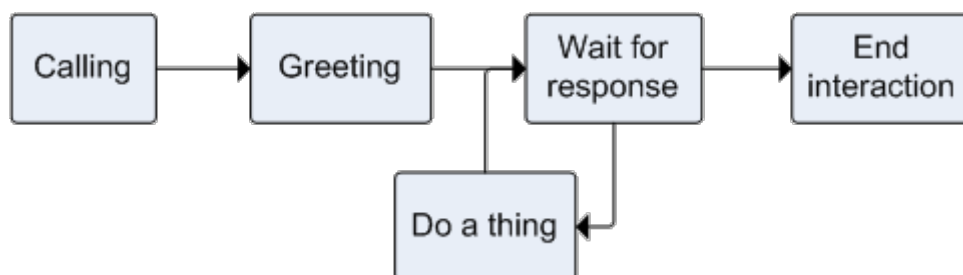 Calling
Greeting
Wait for
response
End
interaction
Do a thing